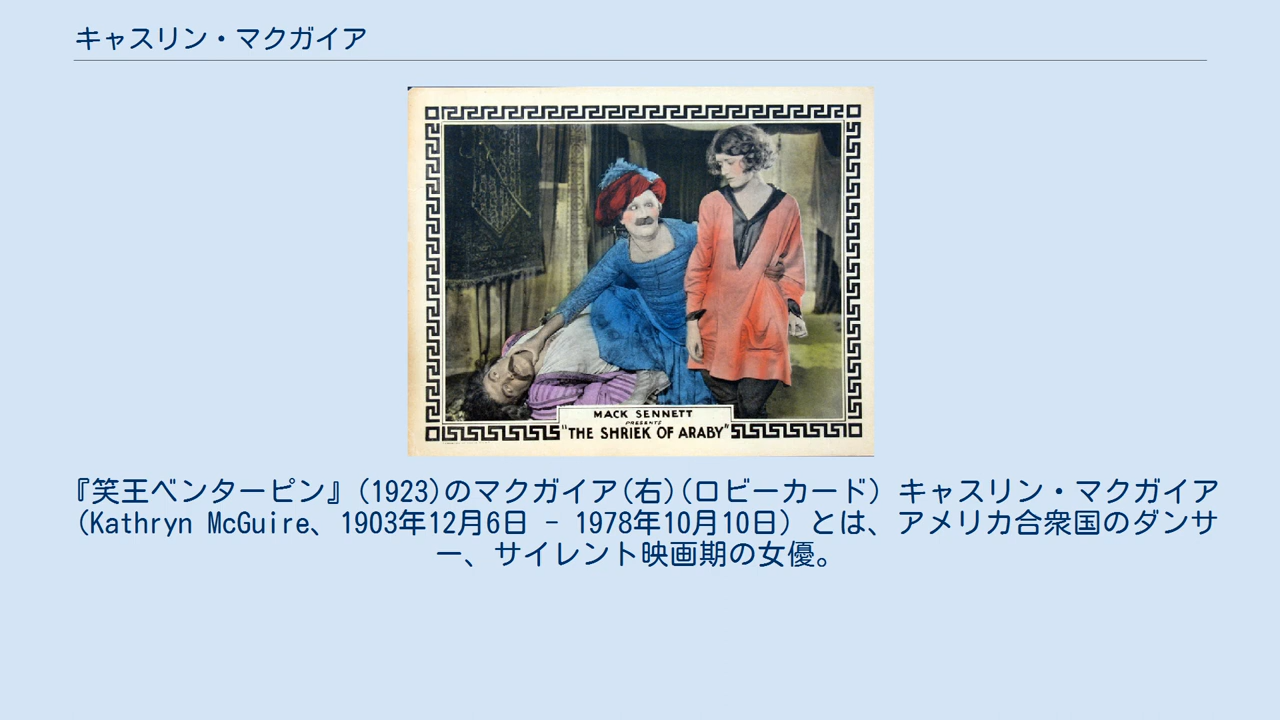 キャスリン・マクガイア
MACK SENNETT
PRESENTS
"THE SHRIEK OF ARABY"
『笑王ベンターピン』(1923)のマクガイア(右)(ロビーカード) キャスリン・マクガイア
(Kathryn McGuire、1903年12月6日 - 1978年10月10日) とは、アメリカ合衆国のダンサ
ー、サイレント映画期の女優。